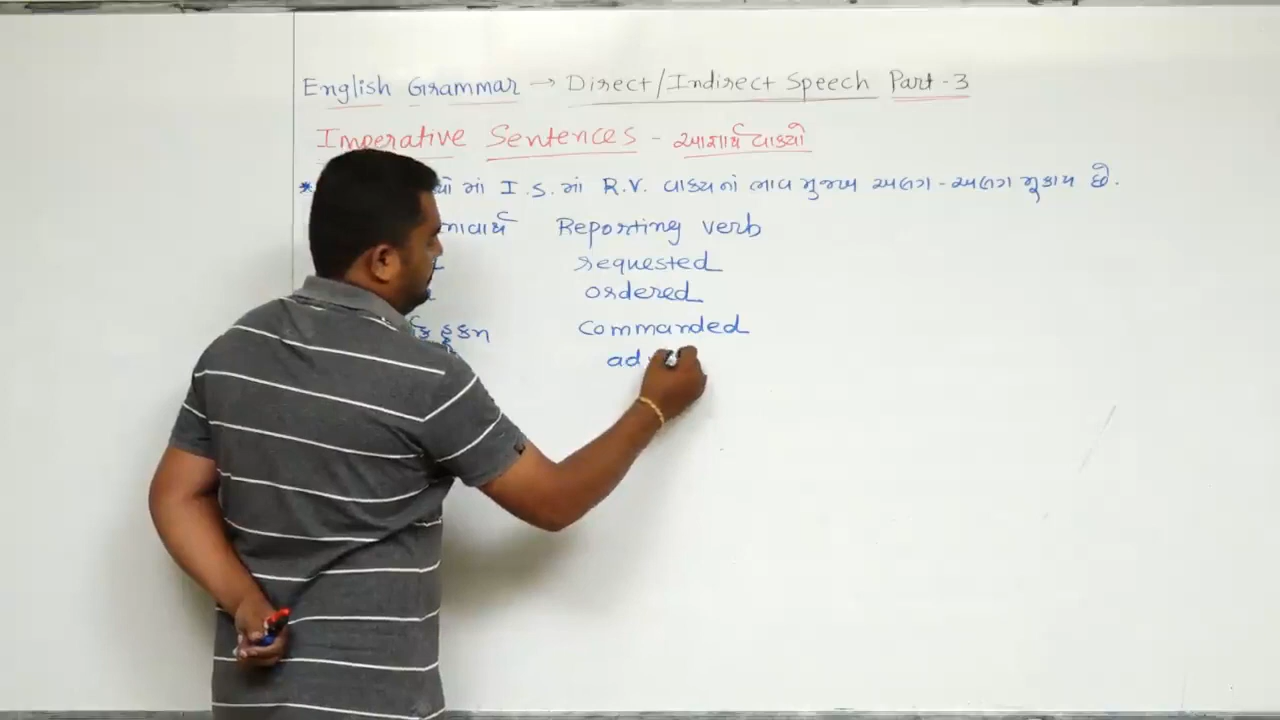 English Grammar → Direct/Indirect Speech Part-3
Imperative Sentences - આજ્ઞાર્થ વાક્યો
* માં I.S. માં R.V. વાક્યનાં ભાવ મુજબ અલગ-અલગ મૂકાય છે.
Reporting verb
requested
ordered
હૂકમ commanded
ad